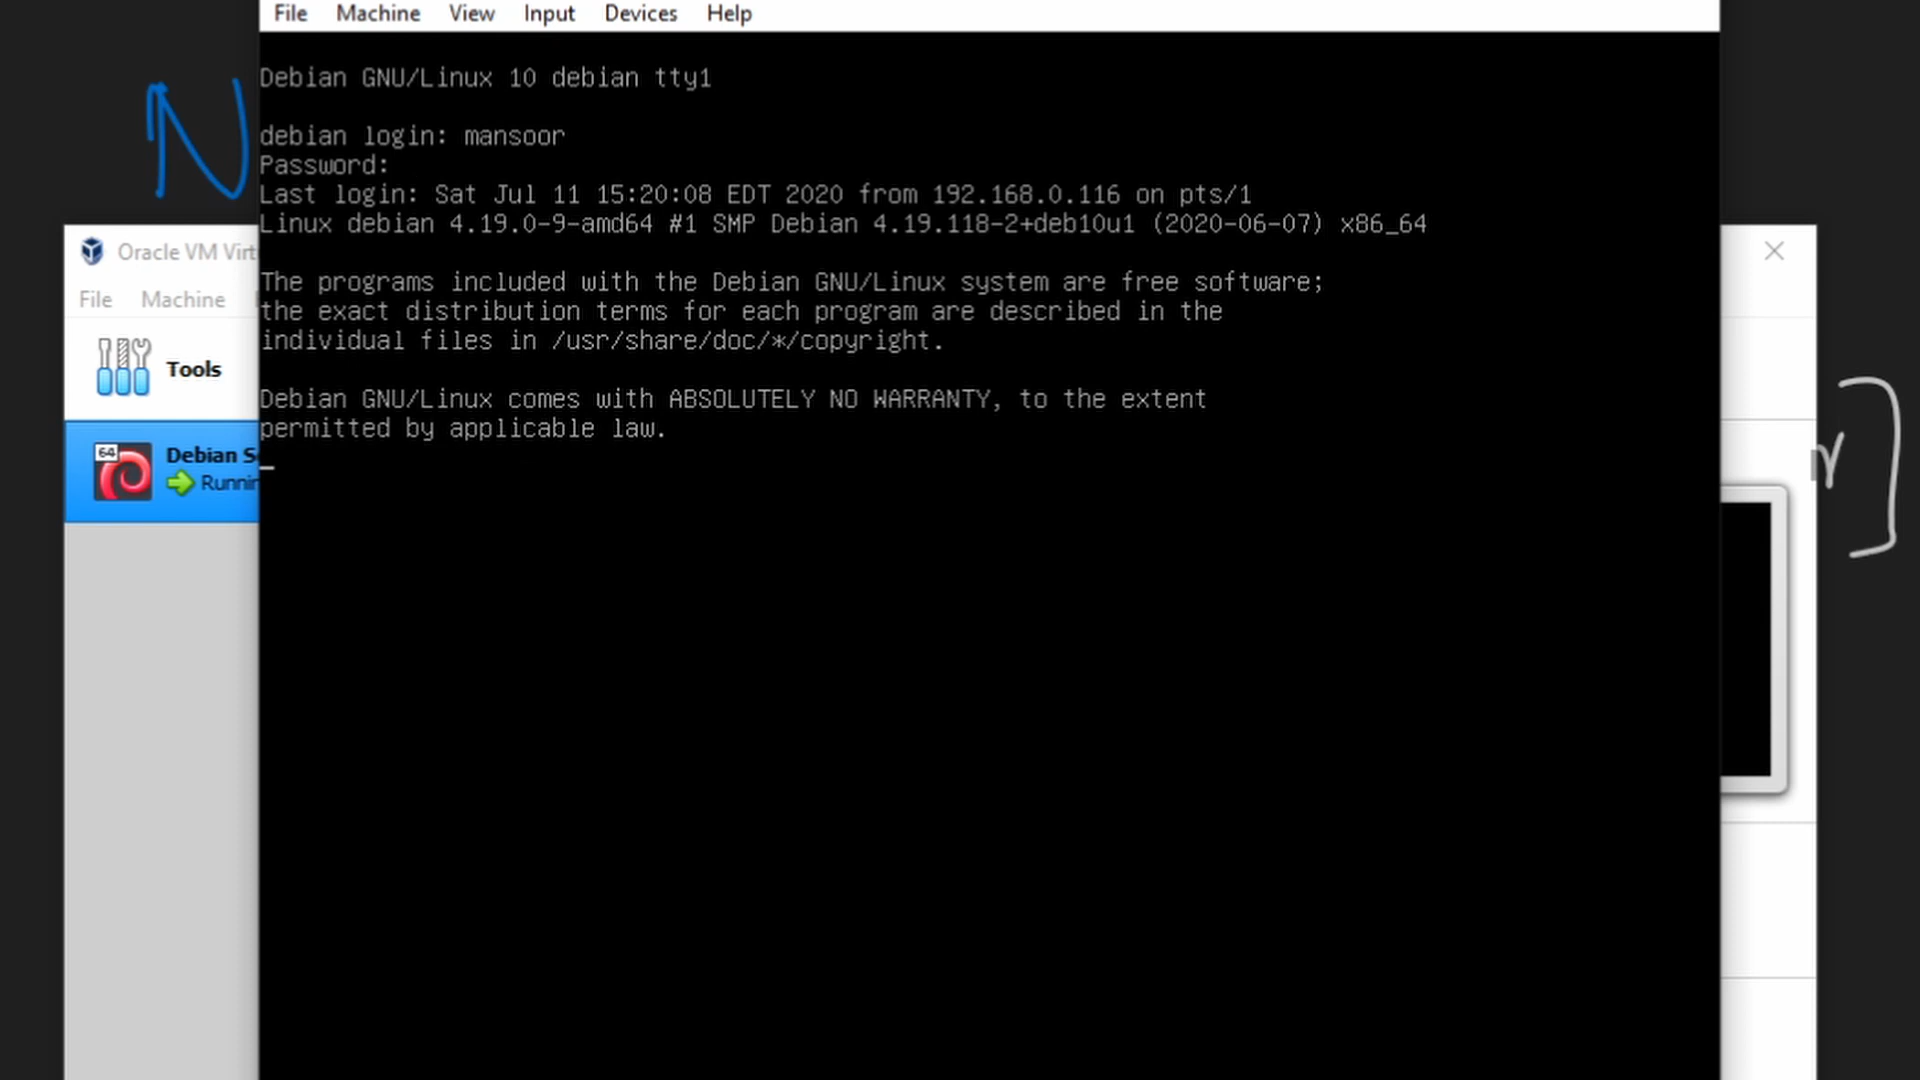 File Machine View Input Devices Help
Debian GNU/Linux 10 debian tty1
debian login: mansoor
Password:
Last login: Sat Jul 11 15:20:08 EDT 2020 from 192.168.0.116 on pts/1
Linux debian 4.19.0-9-amd64 #1 SMP Debian 4.19.118-2+deb10u1 (2020-06-07) x86_64
The programs included with the Debian GNU/Linux system are free software;
the exact distribution terms for each program are described in the
individual files in /usr/share/doc/*/copyright.
Debian GNU/Linux comes with ABSOLUTELY NO WARRANTY, to the extent
permitted by applicable law.
N
Oracle VM
File Machine
Tools
64
Debian